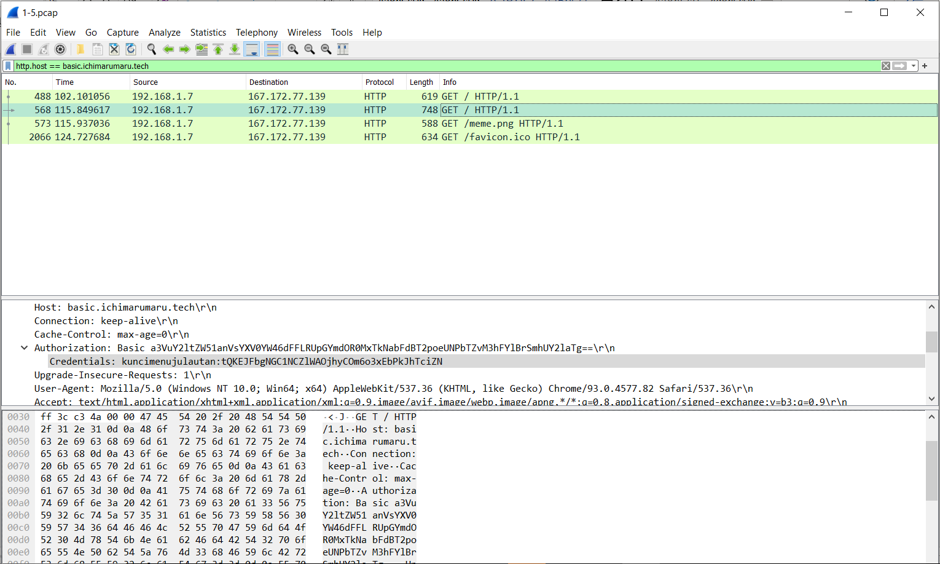 1-5.pcap
File Edit View Go Capture Analyze Statistics Telephony Wireless Tools Help
http.host == basic.ichimarumaru.tech
No. Time Source Destination Protocol Length Info
488 102.101056 192.168.1.7 167.172.77.139 HTTP 619 GET / HTTP/1.1
568 115.849617 192.168.1.7 167.172.77.139 HTTP 748 GET / HTTP/1.1
573 115.937036 192.168.1.7 167.172.77.139 HTTP 588 GET /meme.png HTTP/1.1
2066 124.727684 192.168.1.7 167.172.77.139 HTTP 634 GET /favicon.ico HTTP/1.1
Host: basic.ichimarumaru.tech\r\n
Connection: keep-alive\r\n
Cache-Control: max-age=0\r\n
Authorization: Basic a3VuY2ltZW51anVsYXV0YW46dFFLRUpGYmdOR0MxTkNabFdBT2poeUNPbTZvM3hFYlBrSmhUY2laTg==\r\n
Credentials: kuncimenujulautan:tQKEJFbgNGC1NCZlWAOjhyCOm6o3xEbPkJhTciZN
Upgrade-Insecure-Requests: 1\r\n
User-Agent: Mozilla/5.0 (Windows NT 10.0; Win64; x64) AppleWebKit/537.36 (KHTML, like Gecko) Chrome/93.0.4577.82 Safari/537.36\r\n
Accept: text/html,application/xhtml+xml,application/xml;q=0.9,image/avif,image/webp,image/apng,*/*;q=0.8,application/signed-exchange;v=b3;q=0.9\r\n
0030 ff 3c c3 4a 00 00 47 45 54 20 2f 20 48 54 54 50 ·<·J··GE T / HTTP
0040 2f 31 2e 31 0d 0a 48 6f 73 74 3a 20 62 61 73 69 /1.1··Ho st: basi
0050 63 2e 69 63 68 69 6d 61 72 75 6d 61 72 75 2e 74 c.ichima rumaru.t
0060 65 63 68 0d 0a 43 6f 6e 6e 65 63 74 69 6f 6e 3a ech··Con nection:
0070 20 6b 65 65 70 2d 61 6c 69 76 65 0d 0a 43 61 63 keep-al ive··Cac
0080 68 65 2d 43 6f 6e 74 72 6f 6c 3a 20 6d 61 78 2d he-Contr ol: max-
0090 61 67 65 3d 30 0d 0a 41 75 74 68 6f 72 69 7a 61 age=0··A uthoriza
00a0 74 69 6f 6e 3a 20 42 61 73 69 63 20 61 33 56 75 tion: Ba sic a3Vu
00b0 59 32 6c 74 5a 57 35 31 61 6e 56 73 59 58 56 30 Y2ltZW51 anVsYXV0
00c0 59 57 34 36 64 46 46 4c 52 55 70 47 59 6d 64 4f YW46dFFL RUpGYmdO
00d0 52 30 4d 78 54 6b 4e 61 62 46 64 42 54 32 70 6f R0MxTkNa bFdBT2po
00e0 65 55 4e 50 62 54 5a 76 4d 33 68 46 59 6c 42 72 eUNPbTZv M3hFYlBr